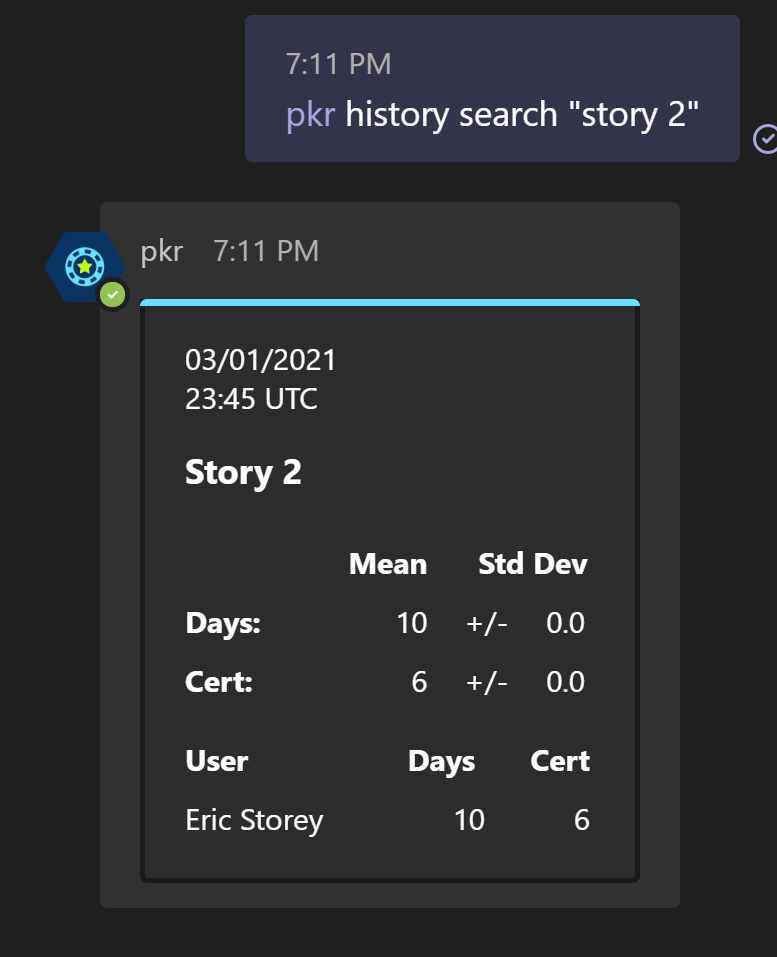 7:11 PM
pkr history search "story 2"
pkr 7:11 PM
03/01/2021
23:45 UTC
Story 2
Mean Std Dev
Days: 10 +/- 0.0
Cert: 6 +/- 0.0
User Days Cert
Eric Storey 10 6